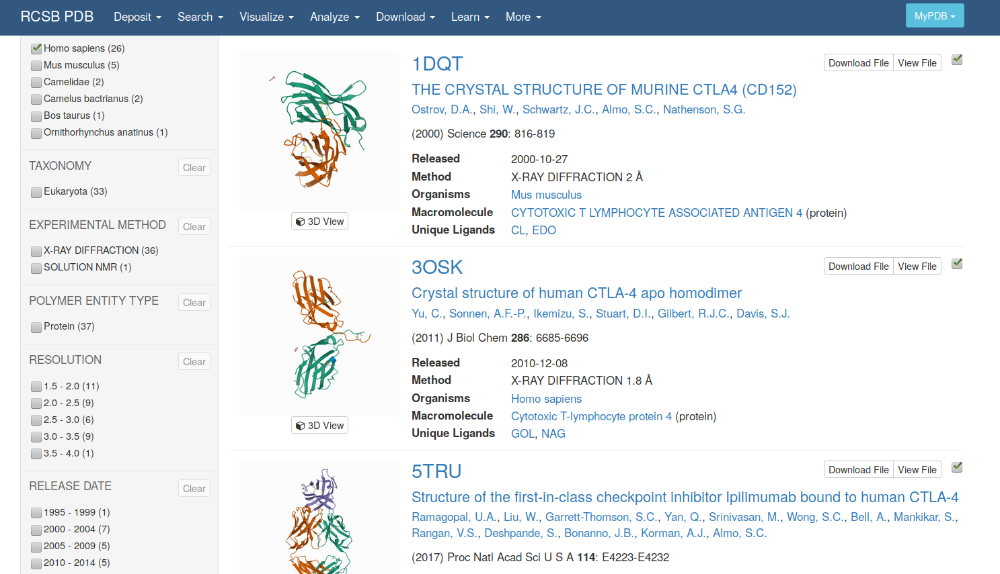 RCSB PDB Deposit Search Visualize Analyze Download Learn More MyPDB
Homo sapiens (26)
Mus musculus (5)
Camelidae (2)
Camelus bactrianus (2)
Bos taurus (1)
Ornithorhynchus anatinus (1)
TAXONOMY Clear
Eukaryota (33)
EXPERIMENTAL METHOD Clear
X-RAY DIFFRACTION (36)
SOLUTION NMR (1)
POLYMER ENTITY TYPE Clear
Protein (37)
RESOLUTION Clear
1.5 - 2.0 (11)
2.0 - 2.5 (9)
2.5 - 3.0 (6)
3.0 - 3.5 (9)
3.5 - 4.0 (1)
RELEASE DATE Clear
1995 - 1999 (1)
2000 - 2004 (7)
2005 - 2009 (5)
2010 - 2014 (5)
3D View
1DQT Download File View File
THE CRYSTAL STRUCTURE OF MURINE CTLA4 (CD152)
Ostrov, D.A., Shi, W., Schwartz, J.C., Almo, S.C., Nathenson, S.G.
(2000) Science 290: 816-819
Released 2000-10-27
Method X-RAY DIFFRACTION 2 Å
Organisms Mus musculus
Macromolecule CYTOTOXIC T LYMPHOCYTE ASSOCIATED ANTIGEN 4 (protein)
Unique Ligands CL, EDO
3D View
3OSK Download File View File
Crystal structure of human CTLA-4 apo homodimer
Yu, C., Sonnen, A.F.-P., Ikemizu, S., Stuart, D.I., Gilbert, R.J.C., Davis, S.J.
(2011) J Biol Chem 286: 6685-6696
Released 2010-12-08
Method X-RAY DIFFRACTION 1.8 Å
Organisms Homo sapiens
Macromolecule Cytotoxic T-lymphocyte protein 4 (protein)
Unique Ligands GOL, NAG
5TRU Download File View File
Structure of the first-in-class checkpoint inhibitor Ipilimumab bound to human CTLA-4
Ramagopal, U.A., Liu, W., Garrett-Thomson, S.C., Yan, Q., Srinivasan, M., Wong, S.C., Bell, A., Mankikar, S.,
Rangan, V.S., Deshpande, S., Bonanno, J.B., Korman, A.J., Almo, S.C.
(2017) Proc Natl Acad Sci U S A 114: E4223-E4232